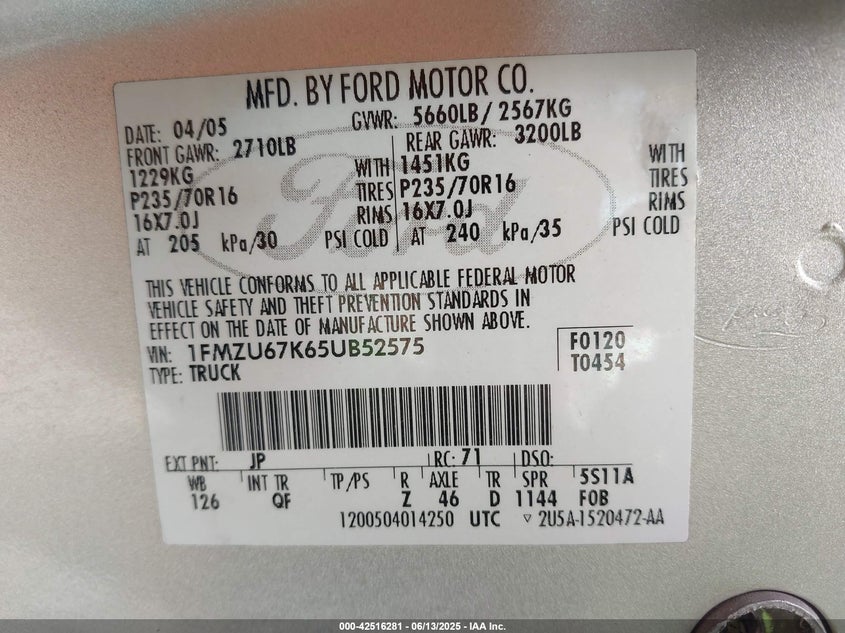 MFD. BY FORD MOTOR CO.
DATE: 04/05 GVWR: 5660LB / 2567KG
FRONT GAWR: 2710LB REAR GAWR: 3200LB
1229KG WITH 1451KG WITH
P235/70R16 TIRES P235/70R16 TIRES
16X7.0J RIMS 16X7.0J RIMS
AT 205 kPa/30 PSI COLD AT 240 kPa/35 PSI COLD
Ford
THIS VEHICLE CONFORMS TO ALL APPLICABLE FEDERAL MOTOR
VEHICLE SAFETY AND THEFT PREVENTION STANDARDS IN
EFFECT ON THE DATE OF MANUFACTURE SHOWN ABOVE.
VIN: 1FMZU67K65UB52575 F0120
TYPE: TRUCK T0454
EXT PNT: JP RC: 71 DSO:
WB INT TR TP/PS R AXLE TR SPR 5S11A
126 QF Z 46 D 1144 FOB
1200504014250 UTC ▽ 2U5A-1520472-AA
000-42516281 - 06/13/2025 - IAA Inc.